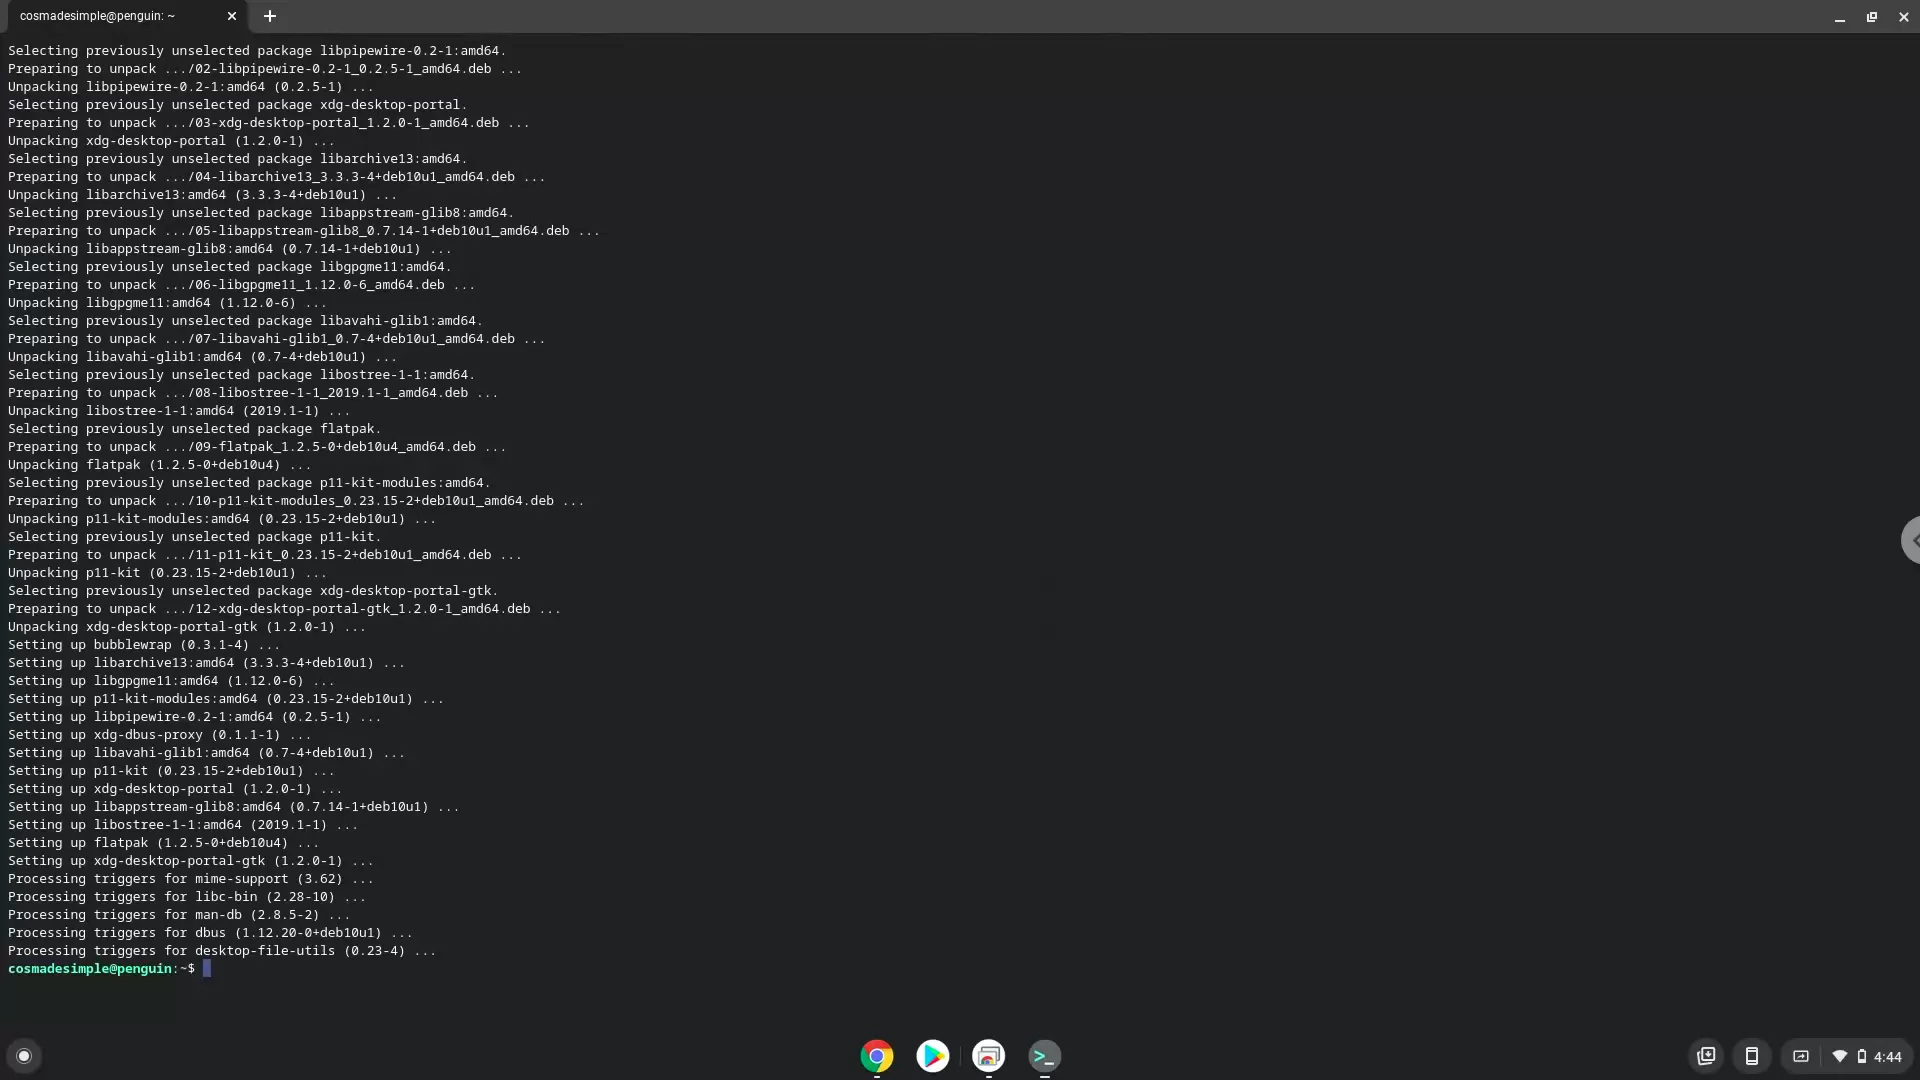 cosmadesimple@penguin: ~
Selecting previously unselected package libpipewire-0.2-1:amd64.
Preparing to unpack .../02-libpipewire-0.2-1_0.2.5-1_amd64.deb ...
Unpacking libpipewire-0.2-1:amd64 (0.2.5-1) ...
Selecting previously unselected package xdg-desktop-portal.
Preparing to unpack .../03-xdg-desktop-portal_1.2.0-1_amd64.deb ...
Unpacking xdg-desktop-portal (1.2.0-1) ...
Selecting previously unselected package libarchive13:amd64.
Preparing to unpack .../04-libarchive13_3.3.3-4+deb10u1_amd64.deb ...
Unpacking libarchive13:amd64 (3.3.3-4+deb10u1) ...
Selecting previously unselected package libappstream-glib8:amd64.
Preparing to unpack .../05-libappstream-glib8_0.7.14-1+deb10u1_amd64.deb ...
Unpacking libappstream-glib8:amd64 (0.7.14-1+deb10u1) ...
Selecting previously unselected package libgpgme11:amd64.
Preparing to unpack .../06-libgpgme11_1.12.0-6_amd64.deb ...
Unpacking libgpgme11:amd64 (1.12.0-6) ...
Selecting previously unselected package libavahi-glib1:amd64.
Preparing to unpack .../07-libavahi-glib1_0.7-4+deb10u1_amd64.deb ...
Unpacking libavahi-glib1:amd64 (0.7-4+deb10u1) ...
Selecting previously unselected package libostree-1-1:amd64.
Preparing to unpack .../08-libostree-1-1_2019.1-1_amd64.deb ...
Unpacking libostree-1-1:amd64 (2019.1-1) ...
Selecting previously unselected package flatpak.
Preparing to unpack .../09-flatpak_1.2.5-0+deb10u4_amd64.deb ...
Unpacking flatpak (1.2.5-0+deb10u4) ...
Selecting previously unselected package p11-kit-modules:amd64.
Preparing to unpack .../10-p11-kit-modules_0.23.15-2+deb10u1_amd64.deb ...
Unpacking p11-kit-modules:amd64 (0.23.15-2+deb10u1) ...
Selecting previously unselected package p11-kit.
Preparing to unpack .../11-p11-kit_0.23.15-2+deb10u1_amd64.deb ...
Unpacking p11-kit (0.23.15-2+deb10u1) ...
Selecting previously unselected package xdg-desktop-portal-gtk.
Preparing to unpack .../12-xdg-desktop-portal-gtk_1.2.0-1_amd64.deb ...
Unpacking xdg-desktop-portal-gtk (1.2.0-1) ...
Setting up bubblewrap (0.3.1-4) ...
Setting up libarchive13:amd64 (3.3.3-4+deb10u1) ...
Setting up libgpgme11:amd64 (1.12.0-6) ...
Setting up p11-kit-modules:amd64 (0.23.15-2+deb10u1) ...
Setting up libpipewire-0.2-1:amd64 (0.2.5-1) ...
Setting up xdg-dbus-proxy (0.1.1-1) ...
Setting up libavahi-glib1:amd64 (0.7-4+deb10u1) ...
Setting up p11-kit (0.23.15-2+deb10u1) ...
Setting up xdg-desktop-portal (1.2.0-1) ...
Setting up libappstream-glib8:amd64 (0.7.14-1+deb10u1) ...
Setting up libostree-1-1:amd64 (2019.1-1) ...
Setting up flatpak (1.2.5-0+deb10u4) ...
Setting up xdg-desktop-portal-gtk (1.2.0-1) ...
Processing triggers for mime-support (3.62) ...
Processing triggers for libc-bin (2.28-10) ...
Processing triggers for man-db (2.8.5-2) ...
Processing triggers for dbus (1.12.20-0+deb10u1) ...
Processing triggers for desktop-file-utils (0.23-4) ...
cosmadesimple@penguin:~$
4:44